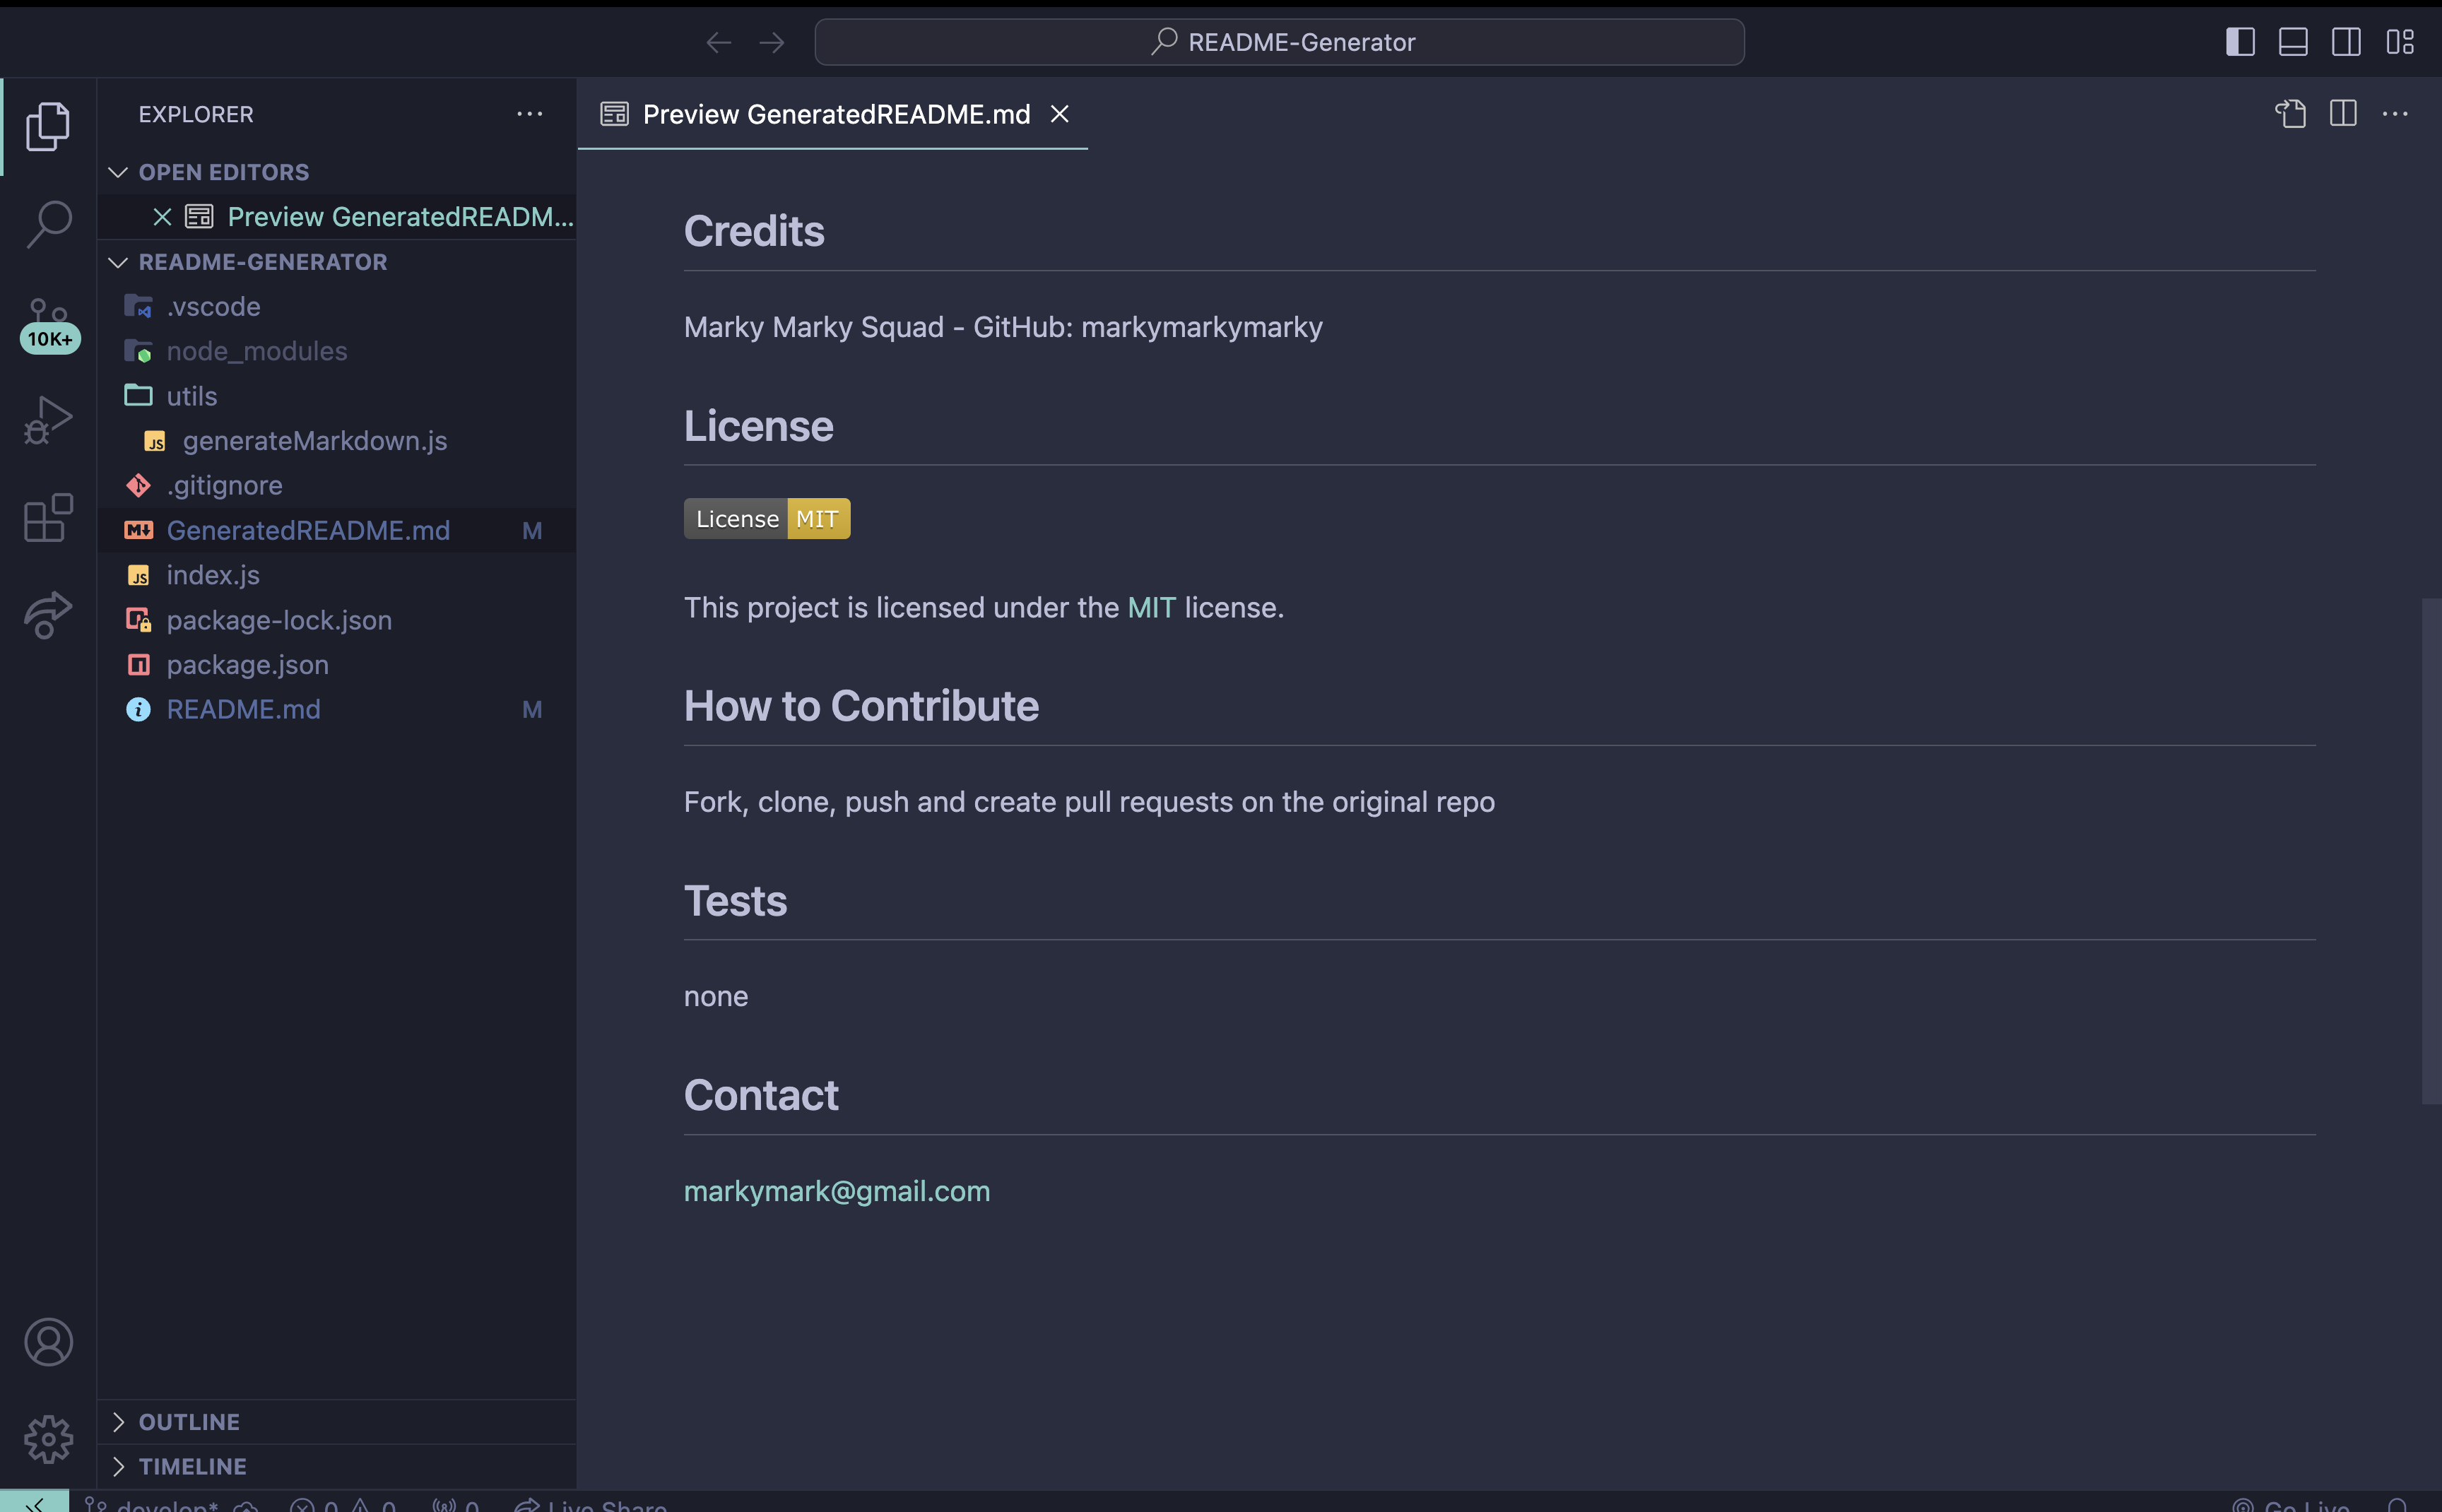 README-Generator
EXPLORER
Preview GeneratedREADME.md
OPEN EDITORS
Preview GeneratedREADM...
README-GENERATOR
.vscode
node_modules
utils
JS generateMarkdown.js
.gitignore
M GeneratedREADME.md M
JS index.js
package-lock.json
package.json
i README.md M
OUTLINE
TIMELINE
10K+
Credits
Marky Marky Squad - GitHub: markymarkymarky
License
License MIT
This project is licensed under the MIT license.
How to Contribute
Fork, clone, push and create pull requests on the original repo
Tests
none
Contact
markymark@gmail.com
develop* 0 0 0 Live Share Go Live